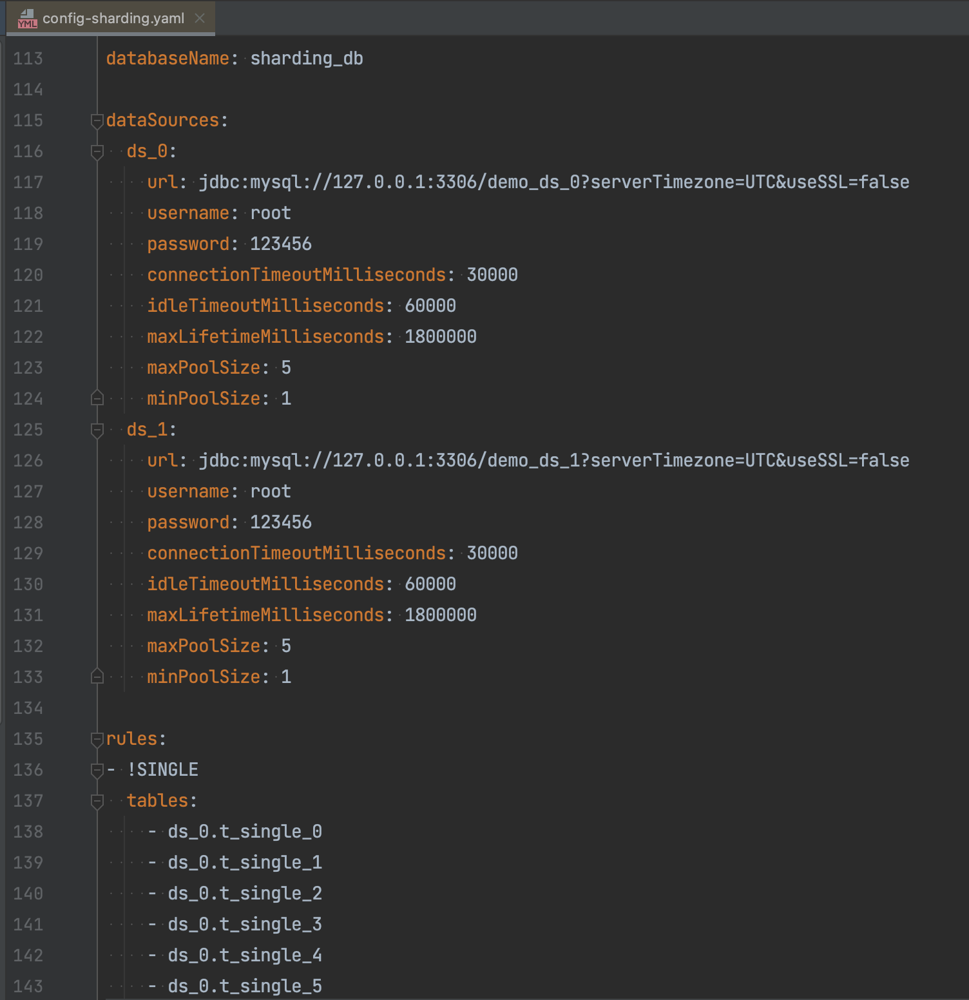 YML config-sharding.yaml
113 databaseName: sharding_db
114
115 dataSources:
116 ds_0:
117 url: jdbc:mysql://127.0.0.1:3306/demo_ds_0?serverTimezone=UTC&useSSL=false
118 username: root
119 password: 123456
120 connectionTimeoutMilliseconds: 30000
121 idleTimeoutMilliseconds: 60000
122 maxLifetimeMilliseconds: 1800000
123 maxPoolSize: 5
124 minPoolSize: 1
125 ds_1:
126 url: jdbc:mysql://127.0.0.1:3306/demo_ds_1?serverTimezone=UTC&useSSL=false
127 username: root
128 password: 123456
129 connectionTimeoutMilliseconds: 30000
130 idleTimeoutMilliseconds: 60000
131 maxLifetimeMilliseconds: 1800000
132 maxPoolSize: 5
133 minPoolSize: 1
134
135 rules:
136 - !SINGLE
137 tables:
138 - ds_0.t_single_0
139 - ds_0.t_single_1
140 - ds_0.t_single_2
141 - ds_0.t_single_3
142 - ds_0.t_single_4
143 - ds_0.t_single_5